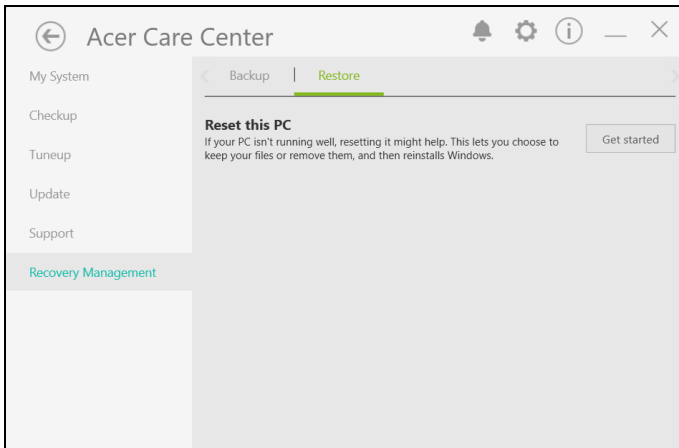 Acer Care Center
My System
Checkup
Tuneup
Update
Support
Recovery Management
Backup
Restore
Reset this PC
If your PC isn't running well, resetting it might help. This lets you choose to
keep your files or remove them, and then reinstalls Windows.
Get started